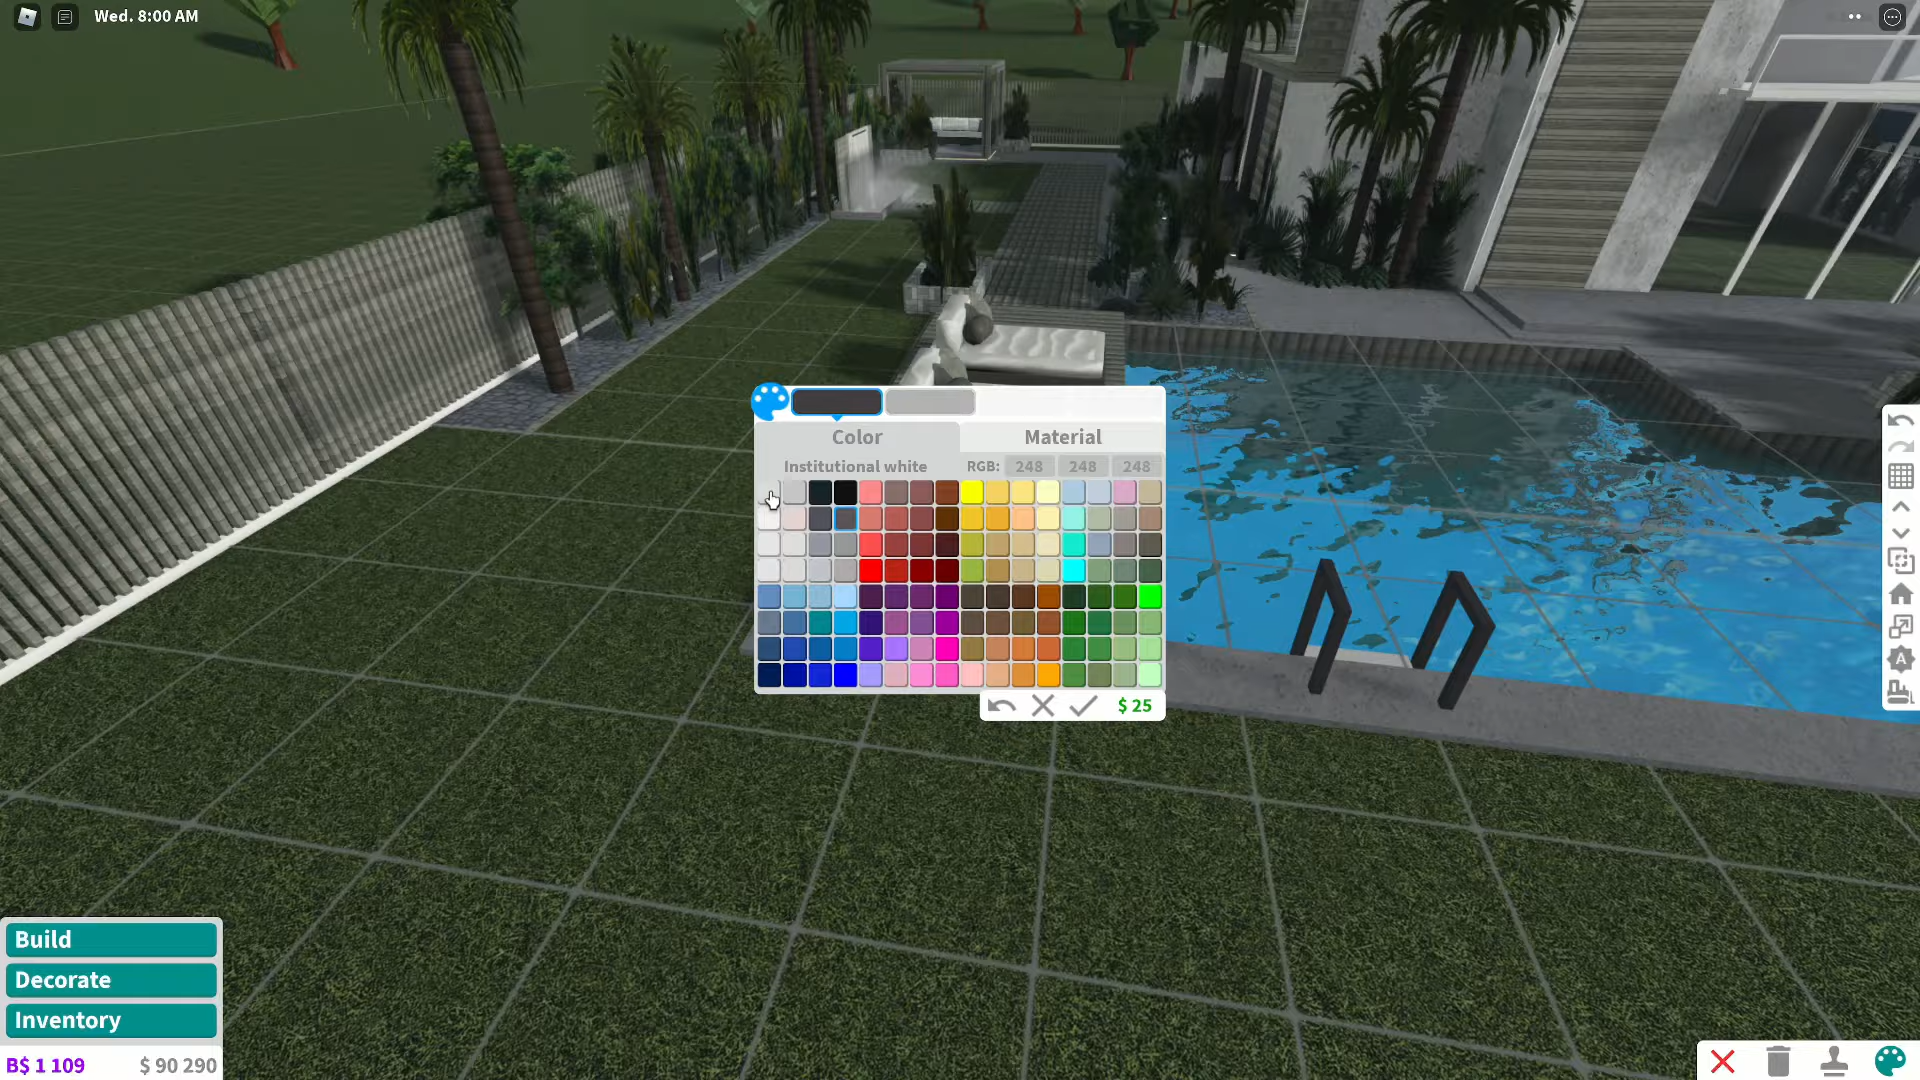 Wed. 8:00 AM
Color
Material
Institutional white
RGB: 248 248 248
$ 25
A
Build
Decorate
Inventory
B$ 1 109
$ 90 290